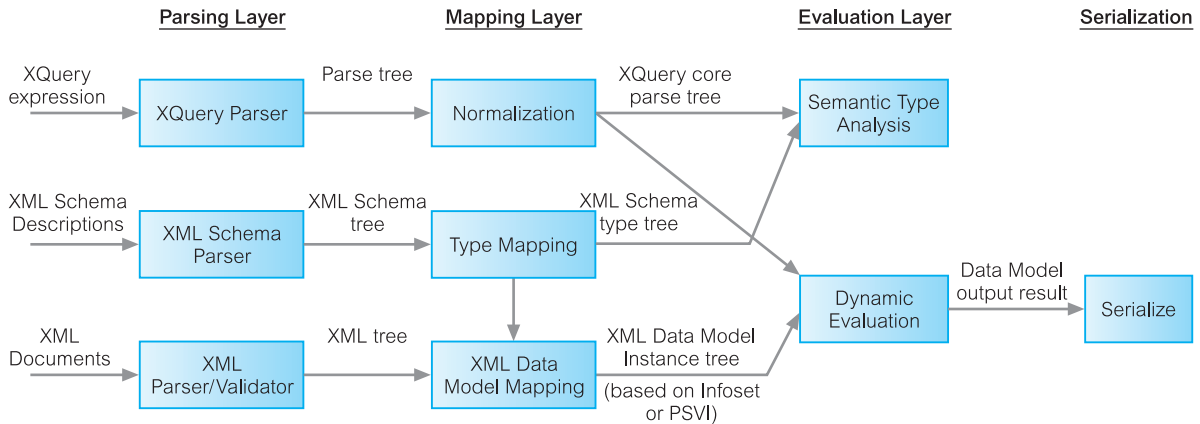 Parsing Layer
Mapping Layer
Evaluation Layer
Serialization
XQuery
expression
XQuery Parser
Parse tree
Normalization
XQuery core
parse tree
Semantic Type
Analysis
XML Schema
Descriptions
XML Schema
Parser
XML Schema
tree
Type Mapping
XML Schema
type tree
Dynamic
Evaluation
Data Model
output result
Serialize
XML
Documents
XML
Parser/Validator
XML tree
XML Data
Model Mapping
XML Data Model
Instance tree
(based on Infoset
or PSVI)